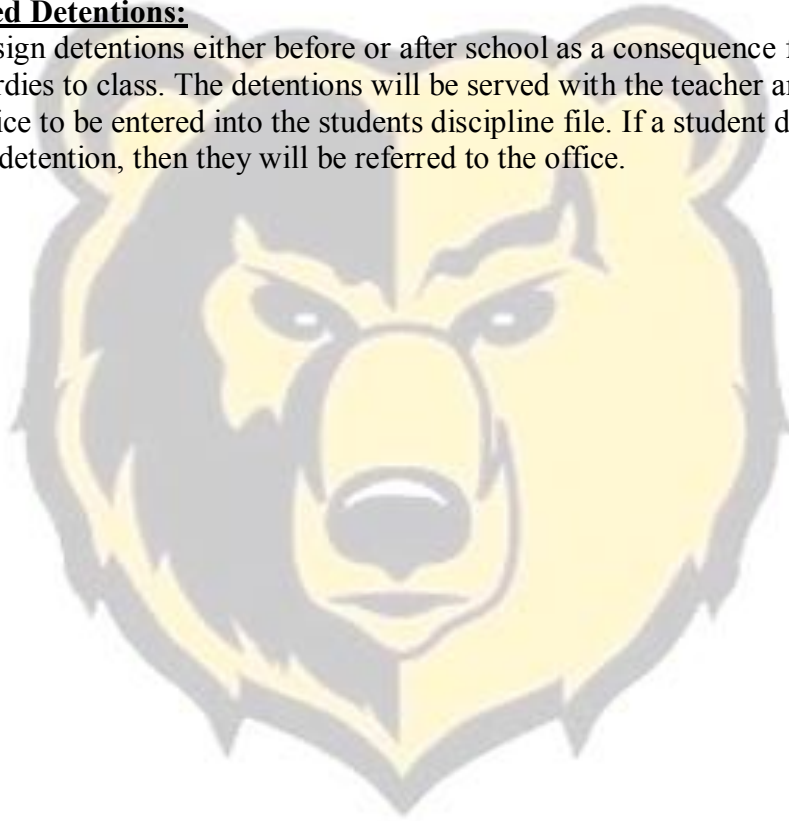 ed Detentions:
sign detentions either before or after school as a consequence f
rdies to class. The detentions will be served with the teacher a
ice to be entered into the students discipline file. If a student d
detention, then they will be referred to the office.